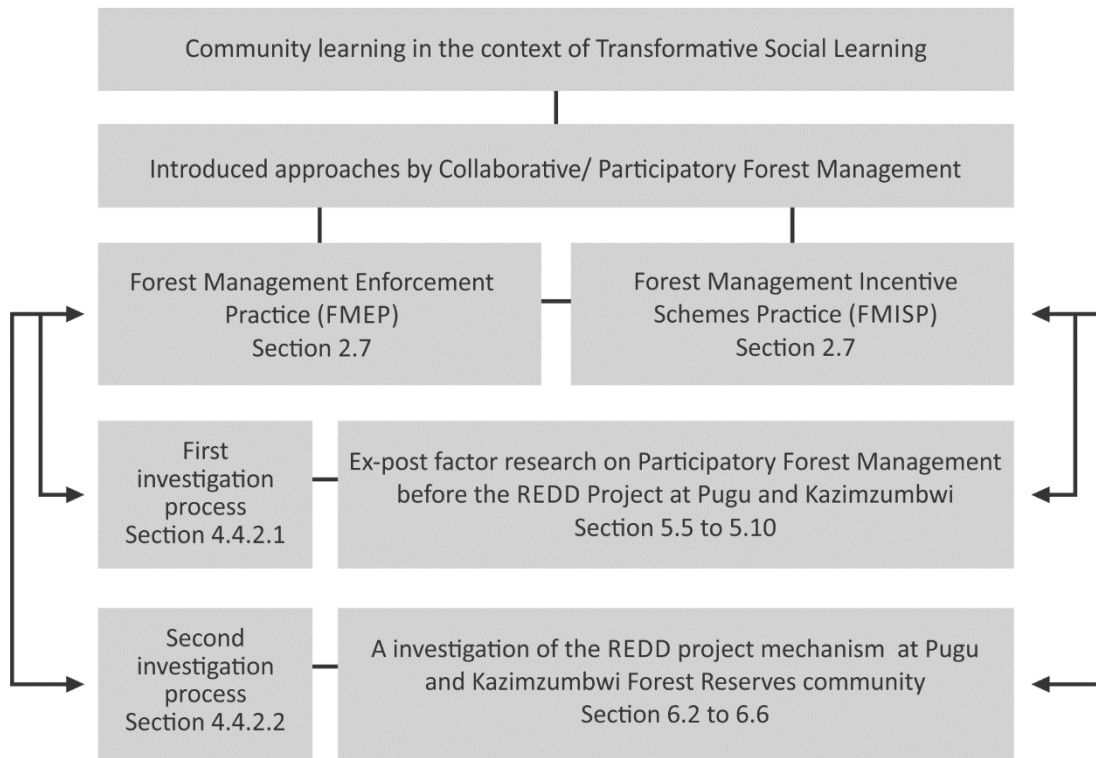 Community learning in the context of Transformative Social Learning
Introduced approaches by Collaborative/ Participatory Forest Management
Forest Management Enforcement
Practice (FMEP)
Section 2.7
Forest Management Incentive
Schemes Practice (FMISP)
Section 2.7
First
investigation
process
Section 4.4.2.1
Ex-post factor research on Participatory Forest Management
before the REDD Project at Pugu and Kazimzumbwi
Section 5.5 to 5.10
Second
investigation
process
Section 4.4.2.2
A investigation of the REDD project mechanism at Pugu
and Kazimzumbwi Forest Reserves community
Section 6.2 to 6.6